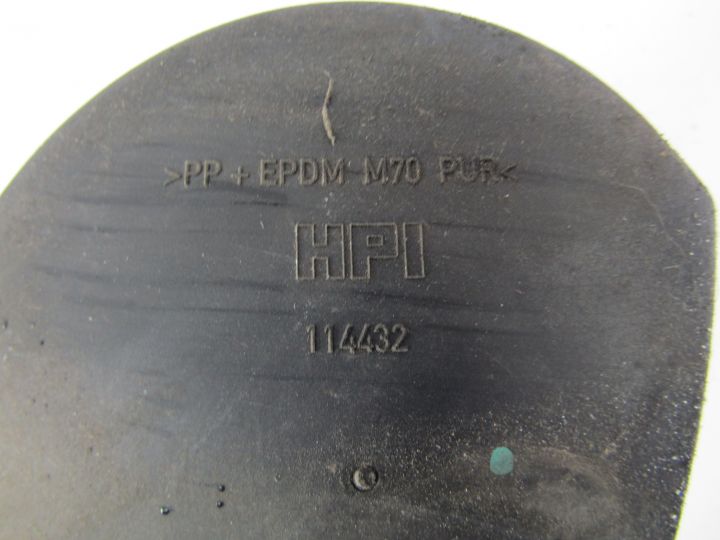 >PP + EPDM M70 PUR<
HPI
114432